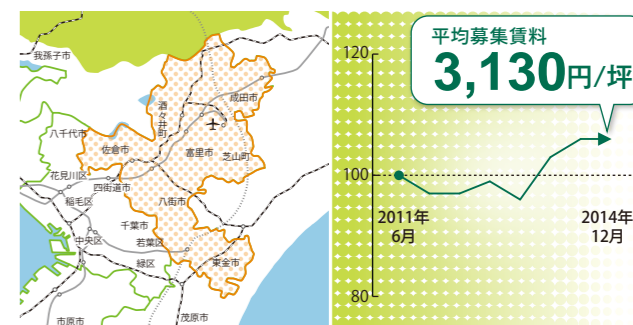 我孫子市
成田市
酒々井町
八千代市
佐倉市
富里市
芝山町
花見川区
四街道市
稲毛区
八街市
千葉市
中央区
若葉区
緑区
東金市
市原市
茂原市
平均募集賃料
3,130円/坪
120
100
80
2011年
6月
2014年
12月